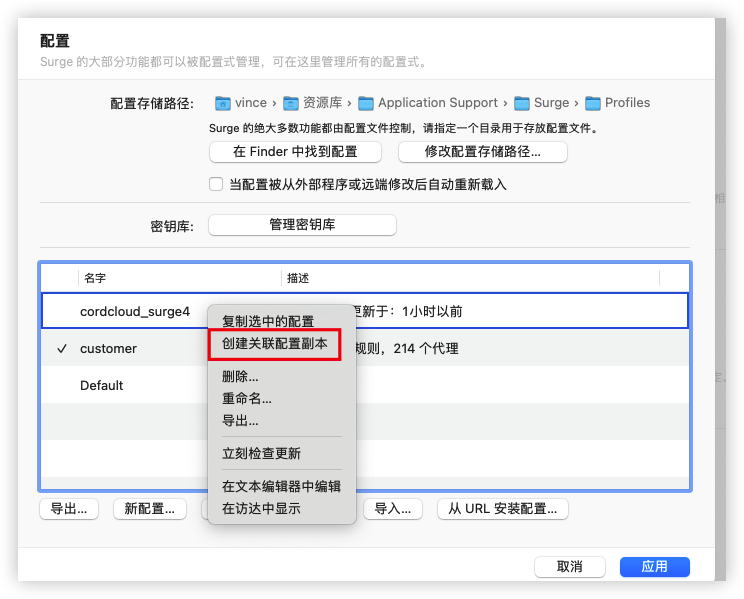 配置
Surge 的大部分功能都可以被配置式管理，可在这里管理所有的配置式。
配置存储路径: vince › 资源库 › Application Support › Surge › Profiles
Surge 的绝大多数功能都由配置文件控制，请指定一个目录用于存放配置文件。
在 Finder 中找到配置 修改配置存储路径...
当配置被从外部程序或远端修改后自动重新载入
密钥库: 管理密钥库
名字 描述
cordcloud_surge4 更新于：1小时以前
✓ customer 规则，214 个代理
Default
复制选中的配置
创建关联配置副本
删除...
重命名...
导出...
立刻检查更新
在文本编辑器中编辑
在访达中显示
导出... 新配置... 导入... 从 URL 安装配置...
取消 应用